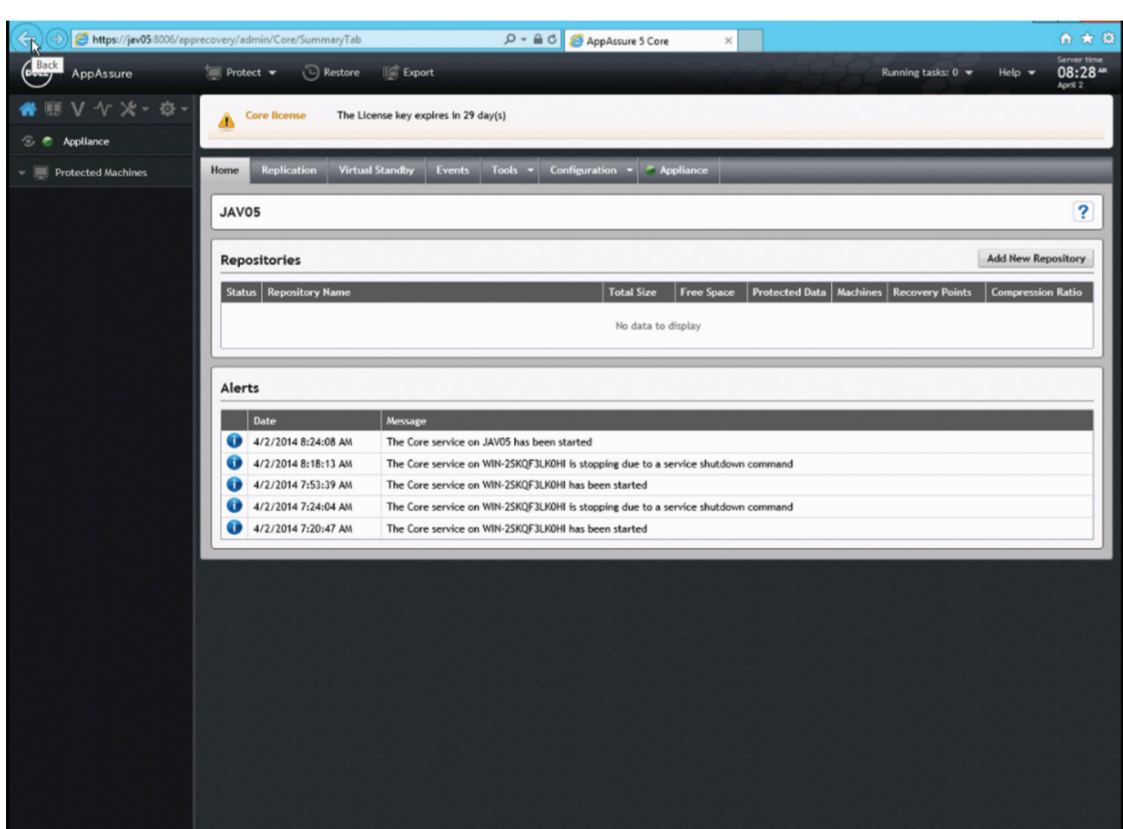 https://jav05:8006/apprecovery/admin/Core/SummaryTab
AppAssure 5 Core
Back
DELL
AppAssure
Protect
Restore
Export
Running tasks: 0
Help
Server time
08:28 AM
April 2
V
Core license The License key expires in 29 day(s)
Appliance
Protected Machines
Home Replication Virtual Standby Events Tools Configuration Appliance
JAV05
?
Repositories
Add New Repository
Status Repository Name Total Size Free Space Protected Data Machines Recovery Points Compression Ratio
No data to display
Alerts
Date Message
4/2/2014 8:24:08 AM The Core service on JAV05 has been started
4/2/2014 8:18:13 AM The Core service on WIN-2SKQF3LK0HI is stopping due to a service shutdown command
4/2/2014 7:53:39 AM The Core service on WIN-2SKQF3LK0HI has been started
4/2/2014 7:24:04 AM The Core service on WIN-2SKQF3LK0HI is stopping due to a service shutdown command
4/2/2014 7:20:47 AM The Core service on WIN-2SKQF3LK0HI has been started